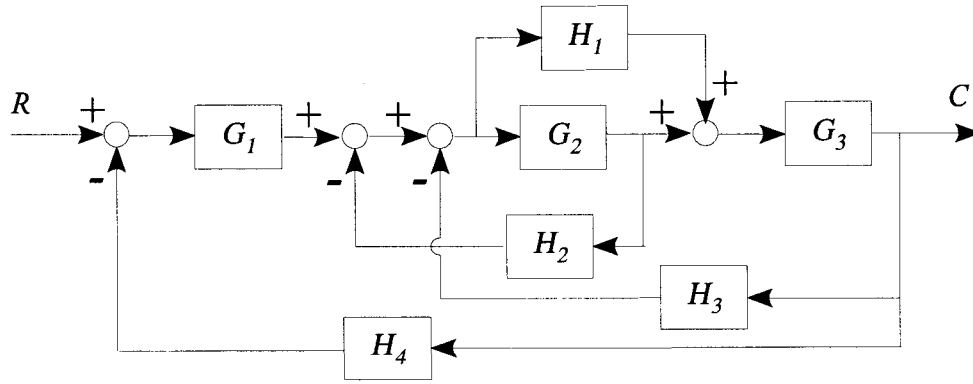 H₁
R + + + + + C
G₁ G₂ G₃
- - -
H₂
H₃
H₄